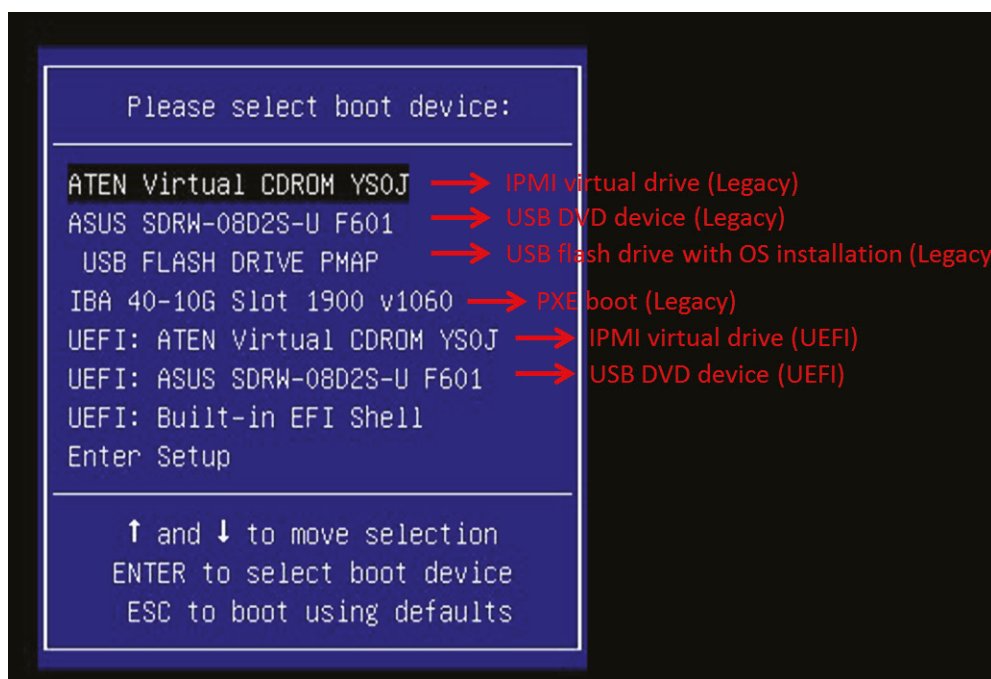 Please select boot device:
ATEN Virtual CDROM YS0J → IPMI virtual drive (Legacy)
ASUS SDRW-08D2S-U F601 → USB DVD device (Legacy)
USB FLASH DRIVE PMAP → USB flash drive with OS installation (Legacy
IBA 40-10G Slot 1900 v1060 → PXE boot (Legacy)
UEFI: ATEN Virtual CDROM YS0J → IPMI virtual drive (UEFI)
UEFI: ASUS SDRW-08D2S-U F601 → USB DVD device (UEFI)
UEFI: Built-in EFI Shell
Enter Setup
↑ and ↓ to move selection
ENTER to select boot device
ESC to boot using defaults